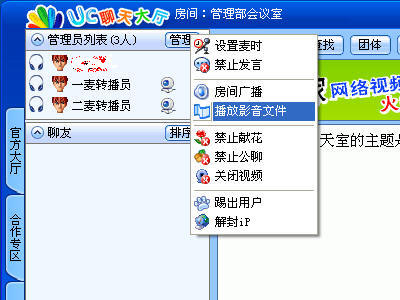 UC聊天大厅 房间：管理部会议室
管理员列表(3人) 管理
一麦转播员
二麦转播员
聊友 排序
官方大厅
合作专区
设置麦时
禁止发言
房间广播
播放影音文件
禁止献花
禁止公聊
关闭视频
踢出用户
解封iP
查找 团体
网络视频
火
天室的主题是